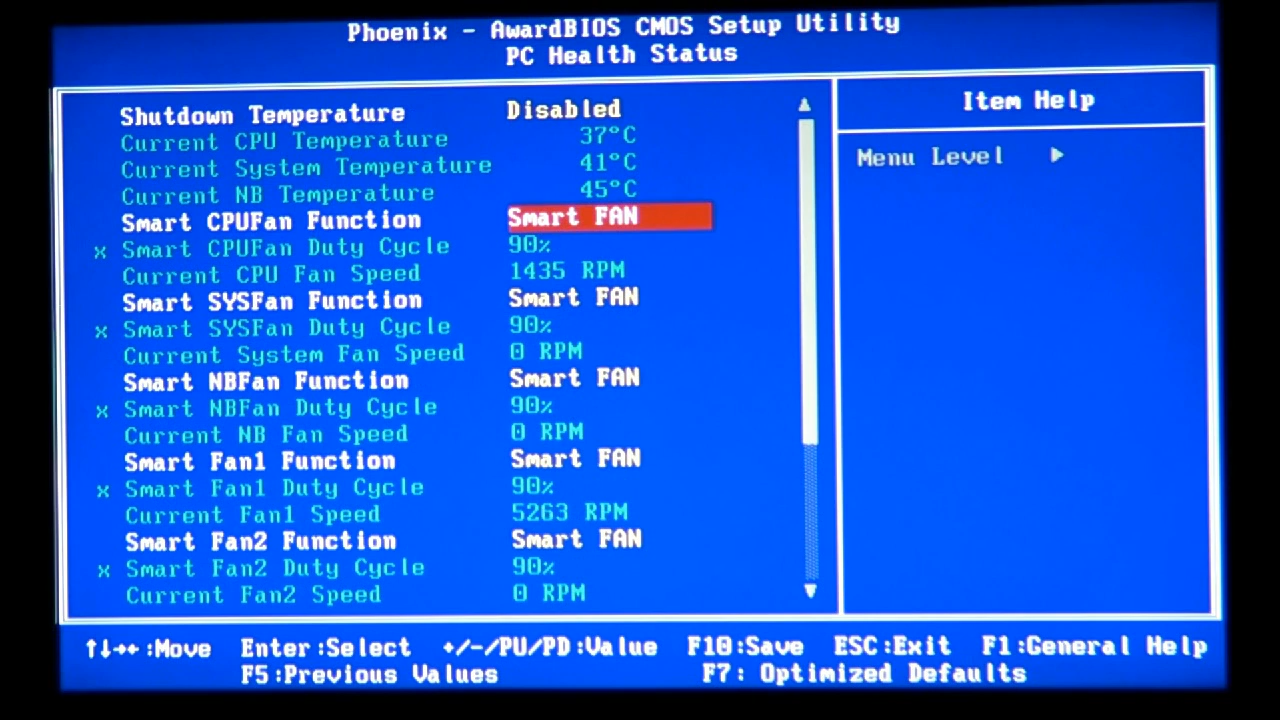 Phoenix - AwardBIOS CMOS Setup Utility
PC Health Status
Shutdown Temperature Disabled
Current CPU Temperature 37°C
Current System Temperature 41°C
Current NB Temperature 45°C
Smart CPUFan Function Smart FAN
x Smart CPUFan Duty Cycle 90%
Current CPU Fan Speed 1435 RPM
Smart SYSFan Function Smart FAN
x Smart SYSFan Duty Cycle 90%
Current System Fan Speed 0 RPM
Smart NBFan Function Smart FAN
x Smart NBFan Duty Cycle 90%
Current NB Fan Speed 0 RPM
Smart Fan1 Function Smart FAN
x Smart Fan1 Duty Cycle 90%
Current Fan1 Speed 5263 RPM
Smart Fan2 Function Smart FAN
x Smart Fan2 Duty Cycle 90%
Current Fan2 Speed 0 RPM
Item Help
Menu Level ▶
↑↓→←:Move Enter:Select +/-/PU/PD:Value F10:Save ESC:Exit F1:General Help
F5:Previous Values F7: Optimized Defaults